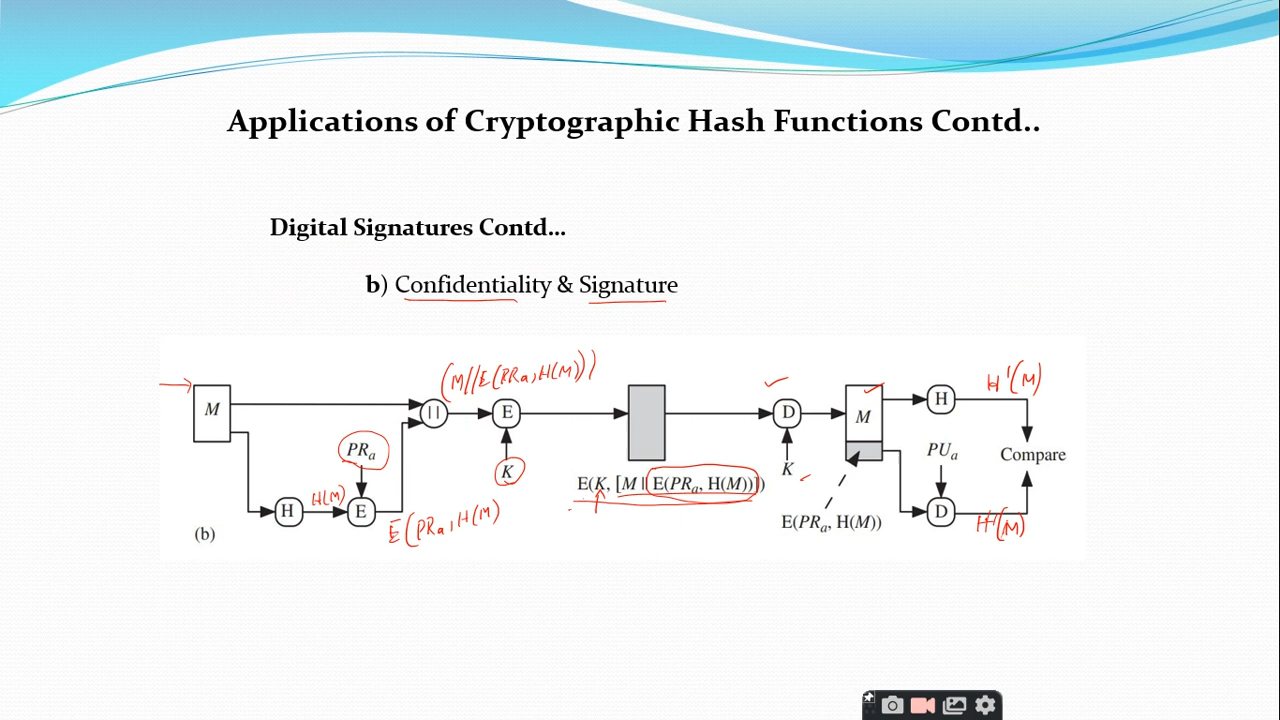 Applications of Cryptographic Hash Functions Contd..
Digital Signatures Contd...
b) Confidentiality & Signature
(M||E(PRa, H(M)))
H'(M)
M
||
E
D
M
H
PRa
K
K
PUa
Compare
E(K, [M || E(PRa, H(M))])
H
H(M)
E
E(PRa, H(M)
E(PRa, H(M))
D
(b)